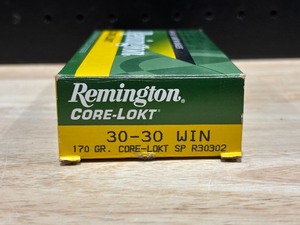 Remington
CORE-LOKT
30-30 WIN
170 GR. CORE-LOKT SP R30302